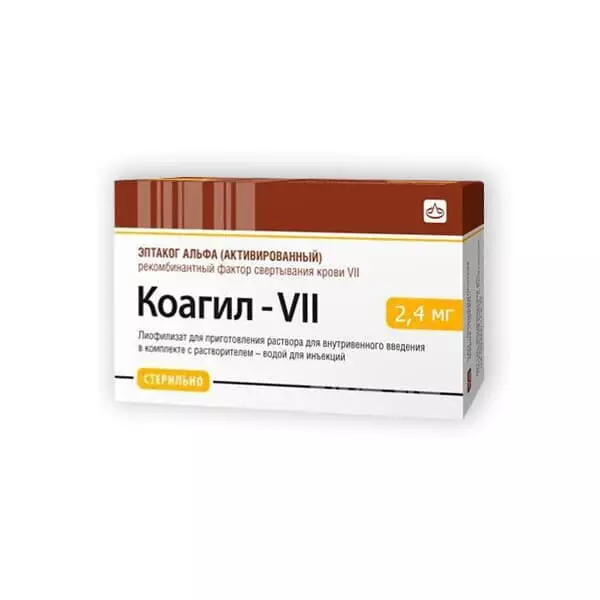 ЭПТАКОГ АЛЬФА (АКТИВИРОВАННЫЙ)
рекомбинантный фактор свертывания крови VII
Коагил - VII
2,4 мг
Лиофилизат для приготовления раствора для внутривенного введения
в комплекте с растворителем – водой для инъекций
СТЕРИЛЬНО